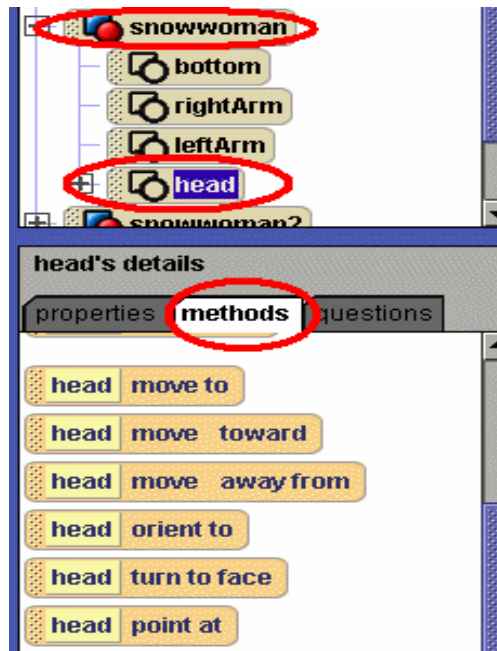 snowwoman
bottom
rightArm
leftArm
head
snowwoman2
head's details
properties methods questions
head move to
head move toward
head move away from
head orient to
head turn to face
head point at